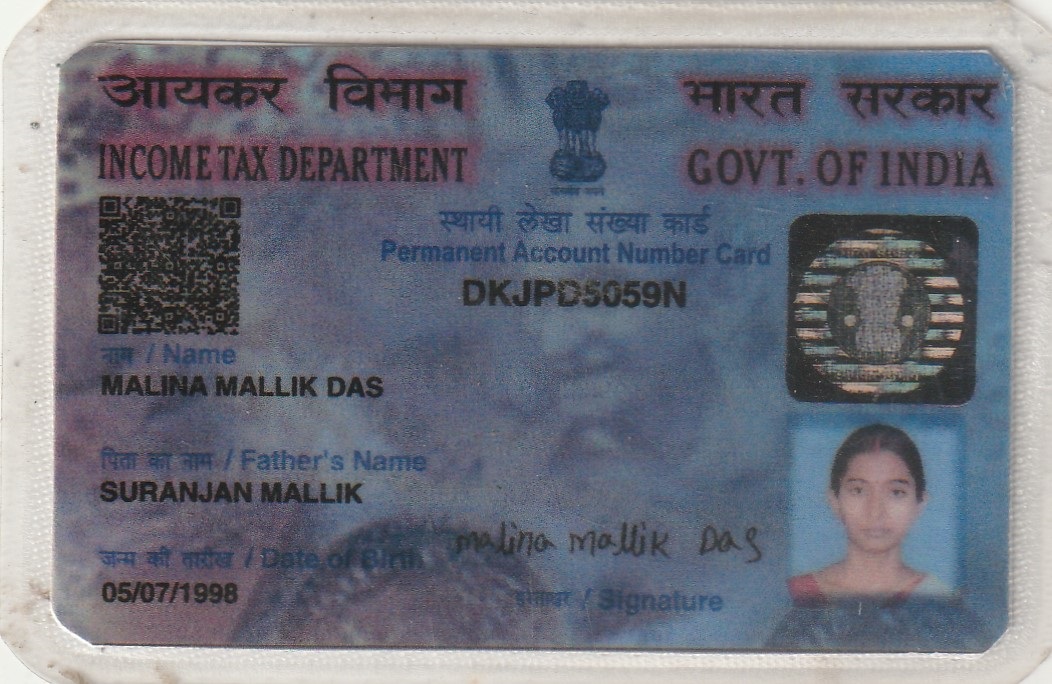 आयकर विभाग
INCOME TAX DEPARTMENT
भारत सरकार
GOVT. OF INDIA
स्थायी लेखा संख्या कार्ड
Permanent Account Number Card
DKJPD5059N
नाम / Name
MALINA MALLIK DAS
पिता का नाम / Father's Name
SURANJAN MALLIK
जन्म की तारीख / Date of Birth
05/07/1998
malina mallik Das
हस्ताक्षर / Signature